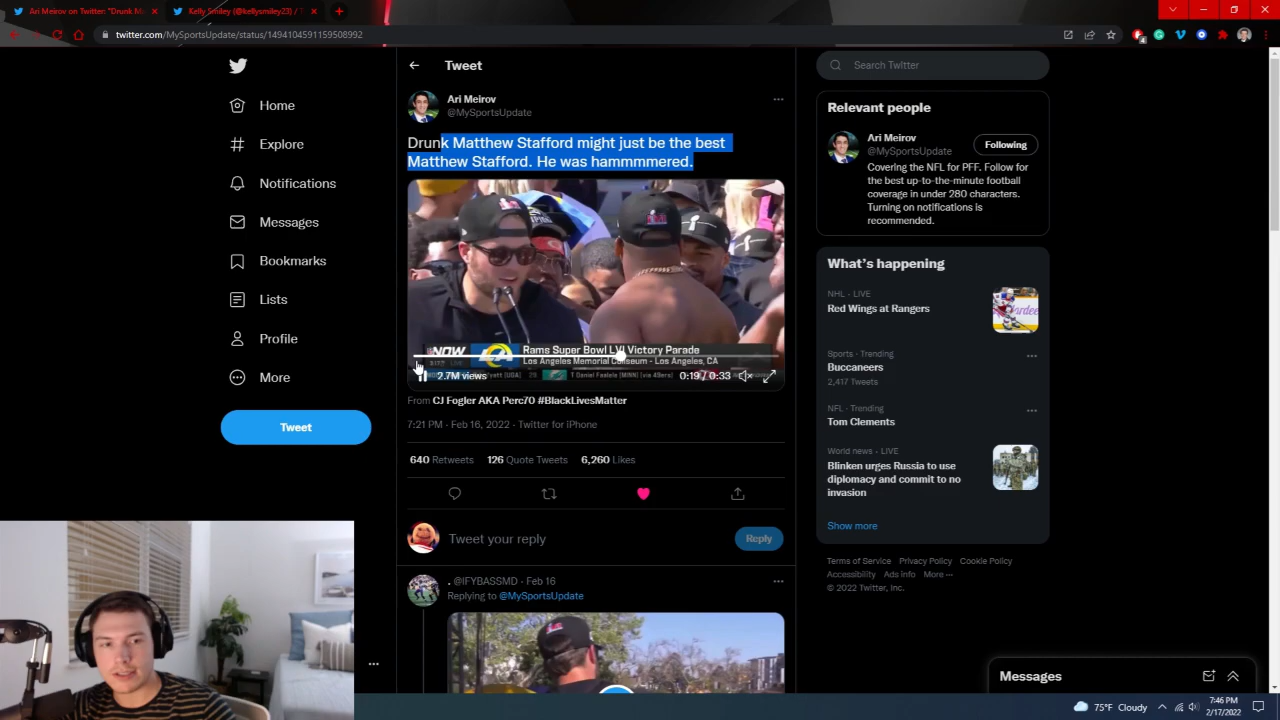 Ari Meirov on Twitter: "Drunk Ma
Kelly Smiley (@kellysmiley23) / T
twitter.com/MySportsUpdate/status/1494104591159508992
4
Home
Explore
Notifications
Messages
Bookmarks
Lists
Profile
More
Tweet
Tweet
Ari Meirov
@MySportsUpdate
Drunk Matthew Stafford might just be the best
Matthew Stafford. He was hammmmered.
NOW
Rams Super Bowl LVI Victory Parade
Los Angeles Memorial Coliseum - Los Angeles, CA
T Daniel Faalele (MINN) [via 49ers]
2.7M views
0:19 / 0:33
From CJ Fogler AKA Perc70 #BlackLivesMatter
7:21 PM · Feb 16, 2022 · Twitter for iPhone
640 Retweets 126 Quote Tweets 6,260 Likes
Tweet your reply
Reply
. @IFYBASSMD · Feb 16
Replying to @MySportsUpdate
Search Twitter
Relevant people
Ari Meirov
@MySportsUpdate
Following
Covering the NFL for PFF. Follow for
the best up-to-the-minute football
coverage in under 280 characters.
Turning on notifications is
recommended.
What's happening
NHL · LIVE
Red Wings at Rangers
Sports · Trending
Buccaneers
2,417 Tweets
NFL · Trending
Tom Clements
World news · LIVE
Blinken urges Russia to use
diplomacy and commit to no
invasion
Show more
Terms of Service Privacy Policy Cookie Policy
Accessibility Ads info More ···
© 2022 Twitter, Inc.
Messages
75°F Cloudy
7:46 PM
2/17/2022